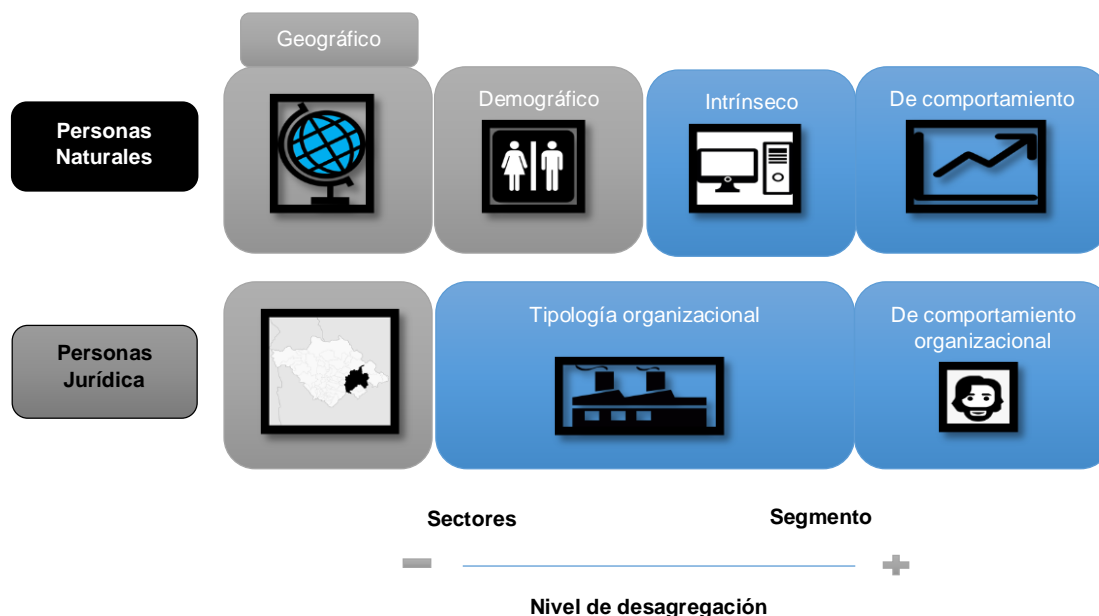 Geográfico
Personas
Naturales
Demográfico
Intrínseco
De comportamiento
Personas
Jurídica
Tipología organizacional
De comportamiento
organizacional
Sectores
Segmento
Nivel de desagregación